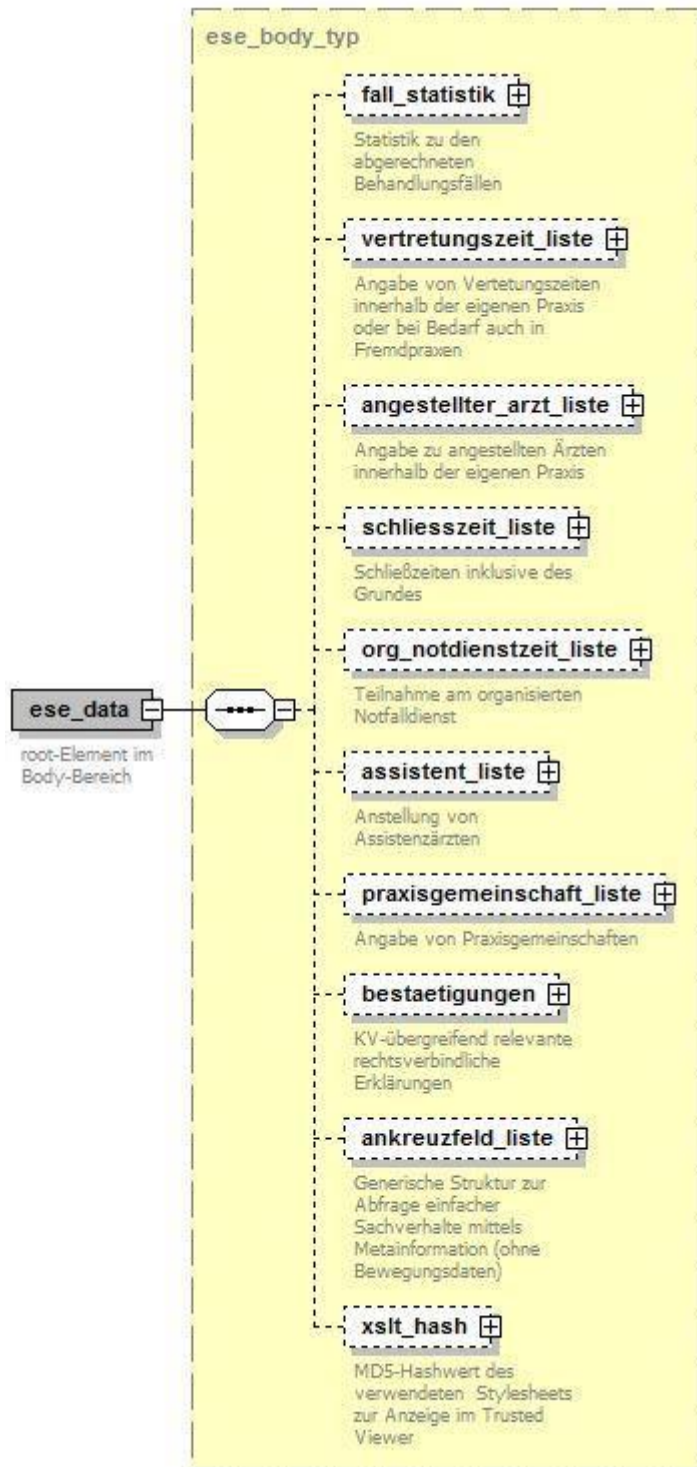 ese_body_typ
fall_statistik
Statistik zu den
abgerechneten
Behandlungsfällen
vertretungszeit_liste
Angabe von Vertetungszeiten
innerhalb der eigenen Praxis
oder bei Bedarf auch in
Fremdpraxen
angestellter_arzt_liste
Angabe zu angestellten Ärzten
innerhalb der eigenen Praxis
schliesszeit_liste
Schließzeiten inklusive des
Grundes
org_notdienstzeit_liste
Teilnahme am organisierten
Notfalldienst
ese_data
root-Element im
Body-Bereich
assistent_liste
Anstellung von
Assistenzärzten
praxisgemeinschaft_liste
Angabe von Praxisgemeinschaften
bestaetigungen
KV-übergreifend relevante
rechtsverbindliche
Erklärungen
ankreuzfeld_liste
Generische Struktur zur
Abfrage einfacher
Sachverhalte mittels
Metainformation (ohne
Bewegungsdaten)
xslt_hash
MD5-Hashwert des
verwendeten Stylesheets
zur Anzeige im Trusted
Viewer